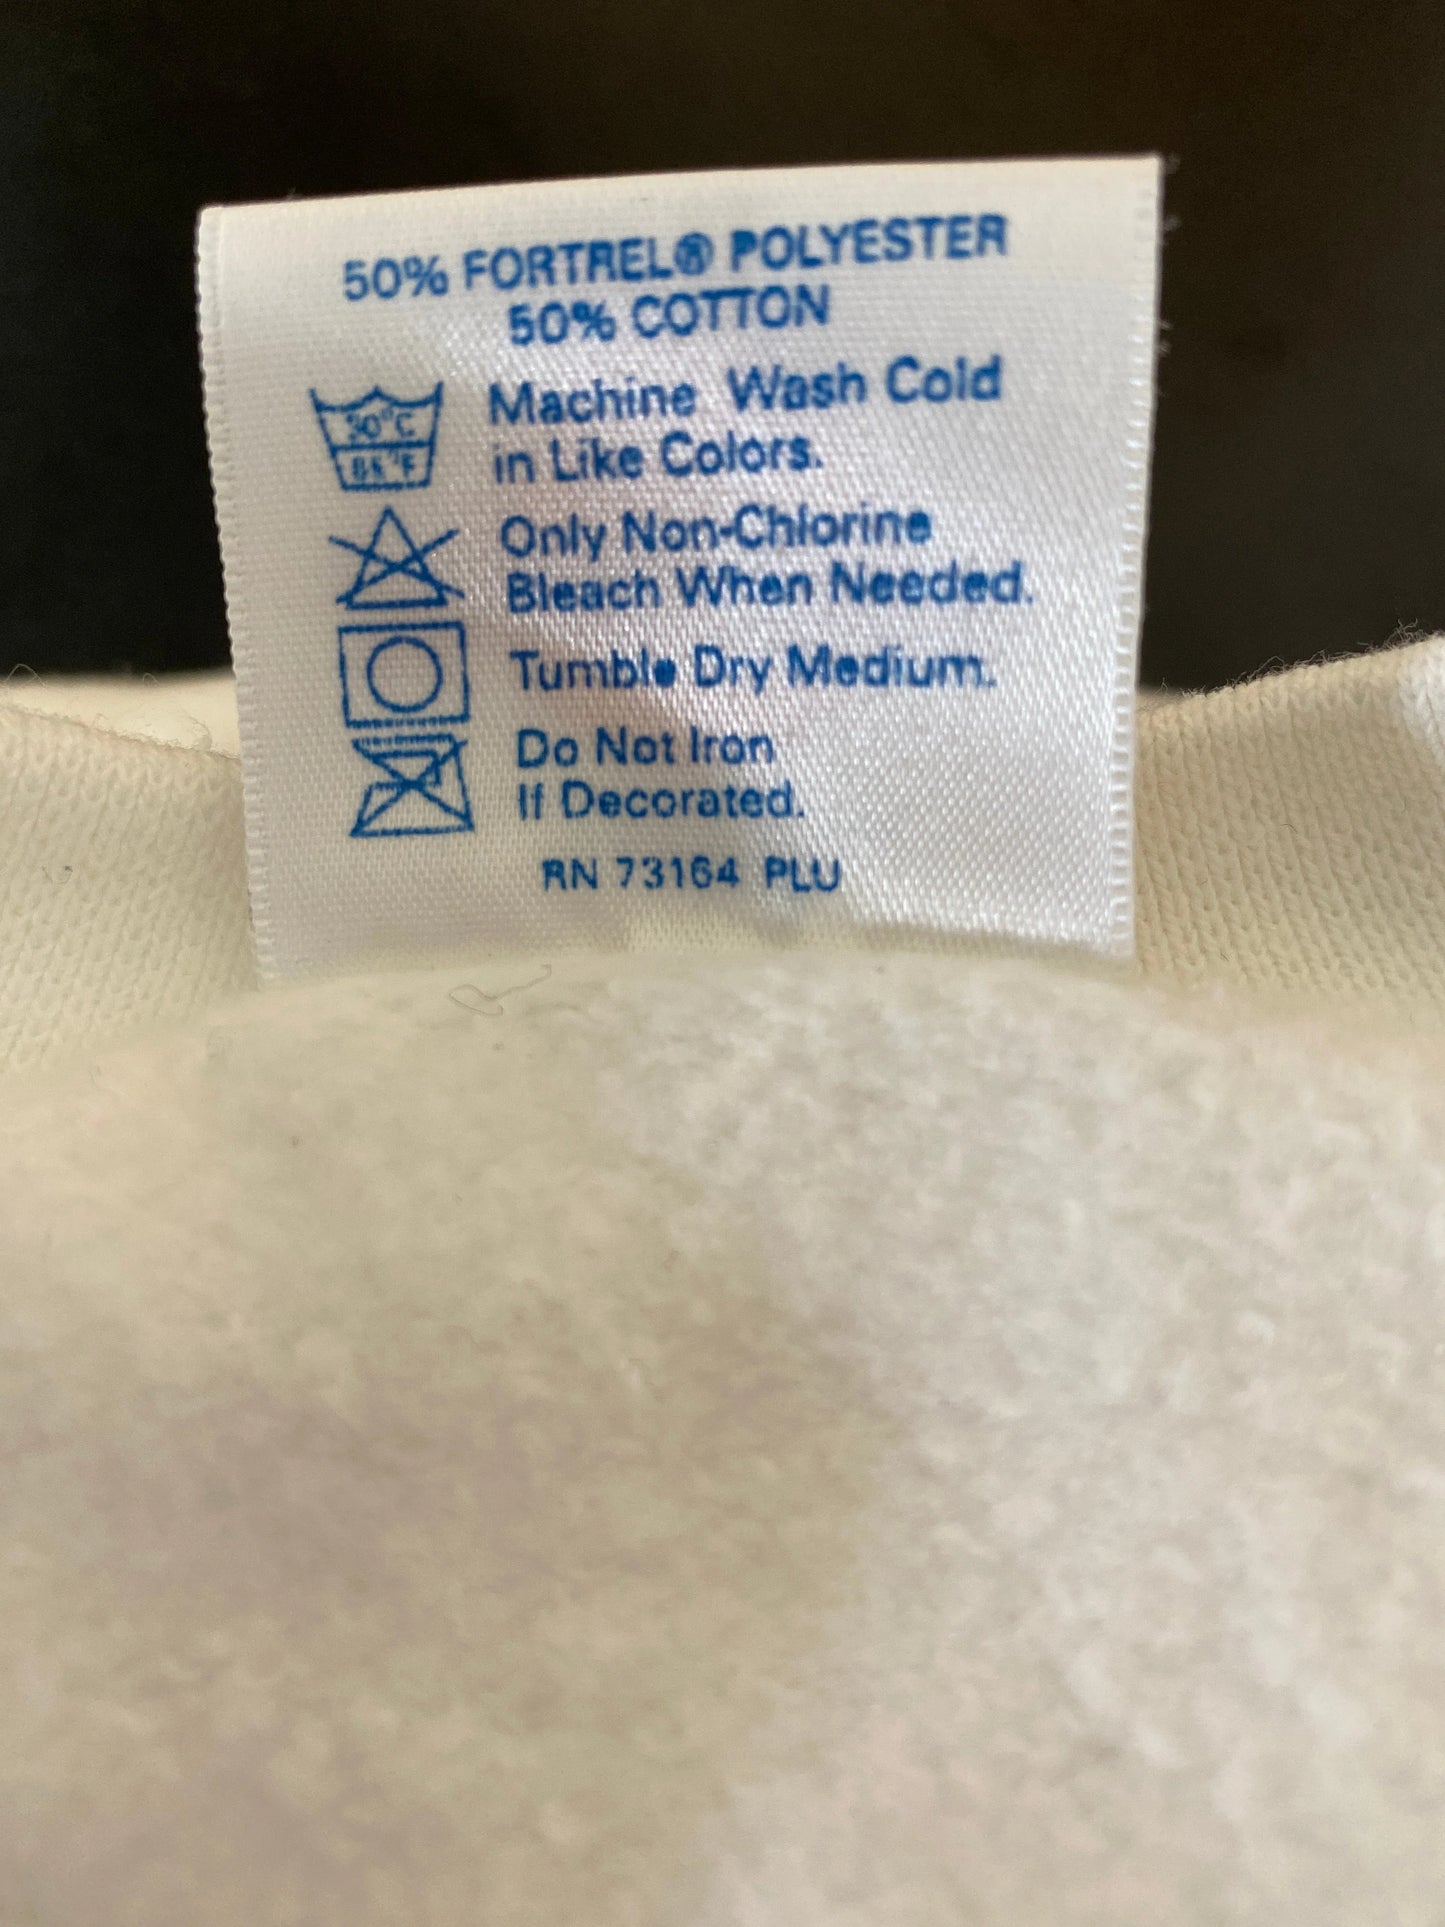 50% FORTREL® POLYESTER
50% COTTON
30°C
85°F
Machine Wash Cold
in Like Colors.
Only Non-Chlorine
Bleach When Needed.
Tumble Dry Medium.
Do Not Iron
If Decorated.
RN 73164 PLU